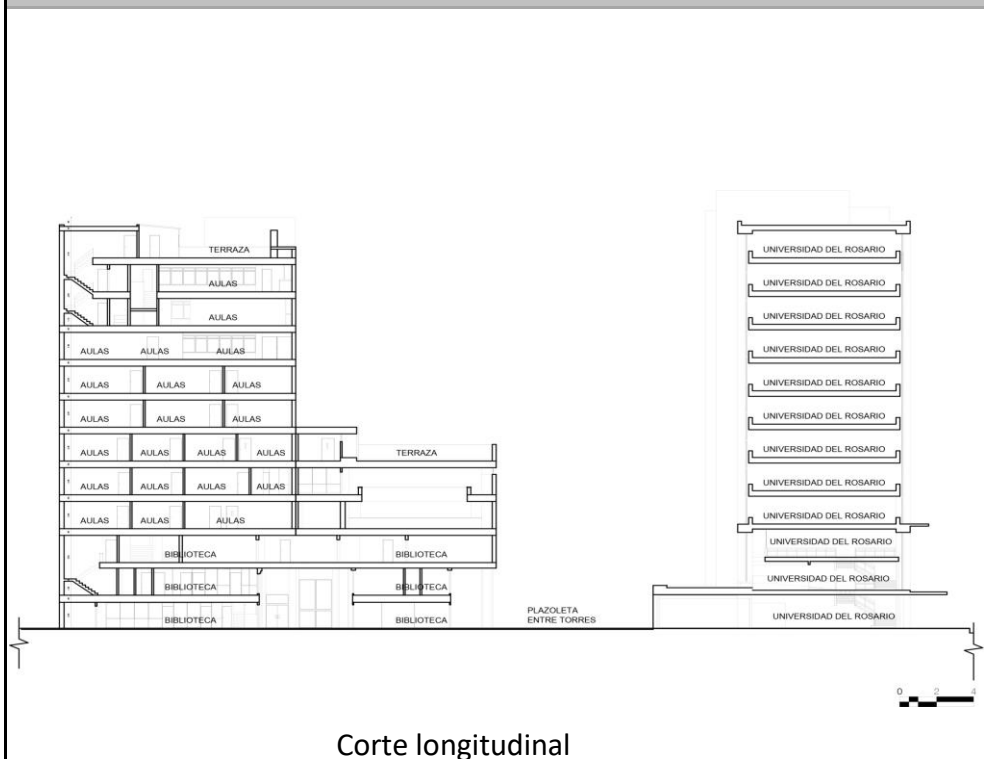 TERRAZA
UNIVERSIDAD DEL ROSARIO
AULAS
UNIVERSIDAD DEL ROSARIO
AULAS
UNIVERSIDAD DEL ROSARIO
AULAS AULAS AULAS
UNIVERSIDAD DEL ROSARIO
AULAS AULAS AULAS
UNIVERSIDAD DEL ROSARIO
AULAS AULAS AULAS
UNIVERSIDAD DEL ROSARIO
AULAS AULAS AULAS AULAS
TERRAZA
UNIVERSIDAD DEL ROSARIO
AULAS AULAS AULAS AULAS
UNIVERSIDAD DEL ROSARIO
AULAS AULAS AULAS
UNIVERSIDAD DEL ROSARIO
BIBLIOTECA BIBLIOTECA
UNIVERSIDAD DEL ROSARIO
BIBLIOTECA BIBLIOTECA
UNIVERSIDAD DEL ROSARIO
BIBLIOTECA BIBLIOTECA
PLAZOLETA
ENTRE TORRES
UNIVERSIDAD DEL ROSARIO
0 2 4
Corte longitudinal